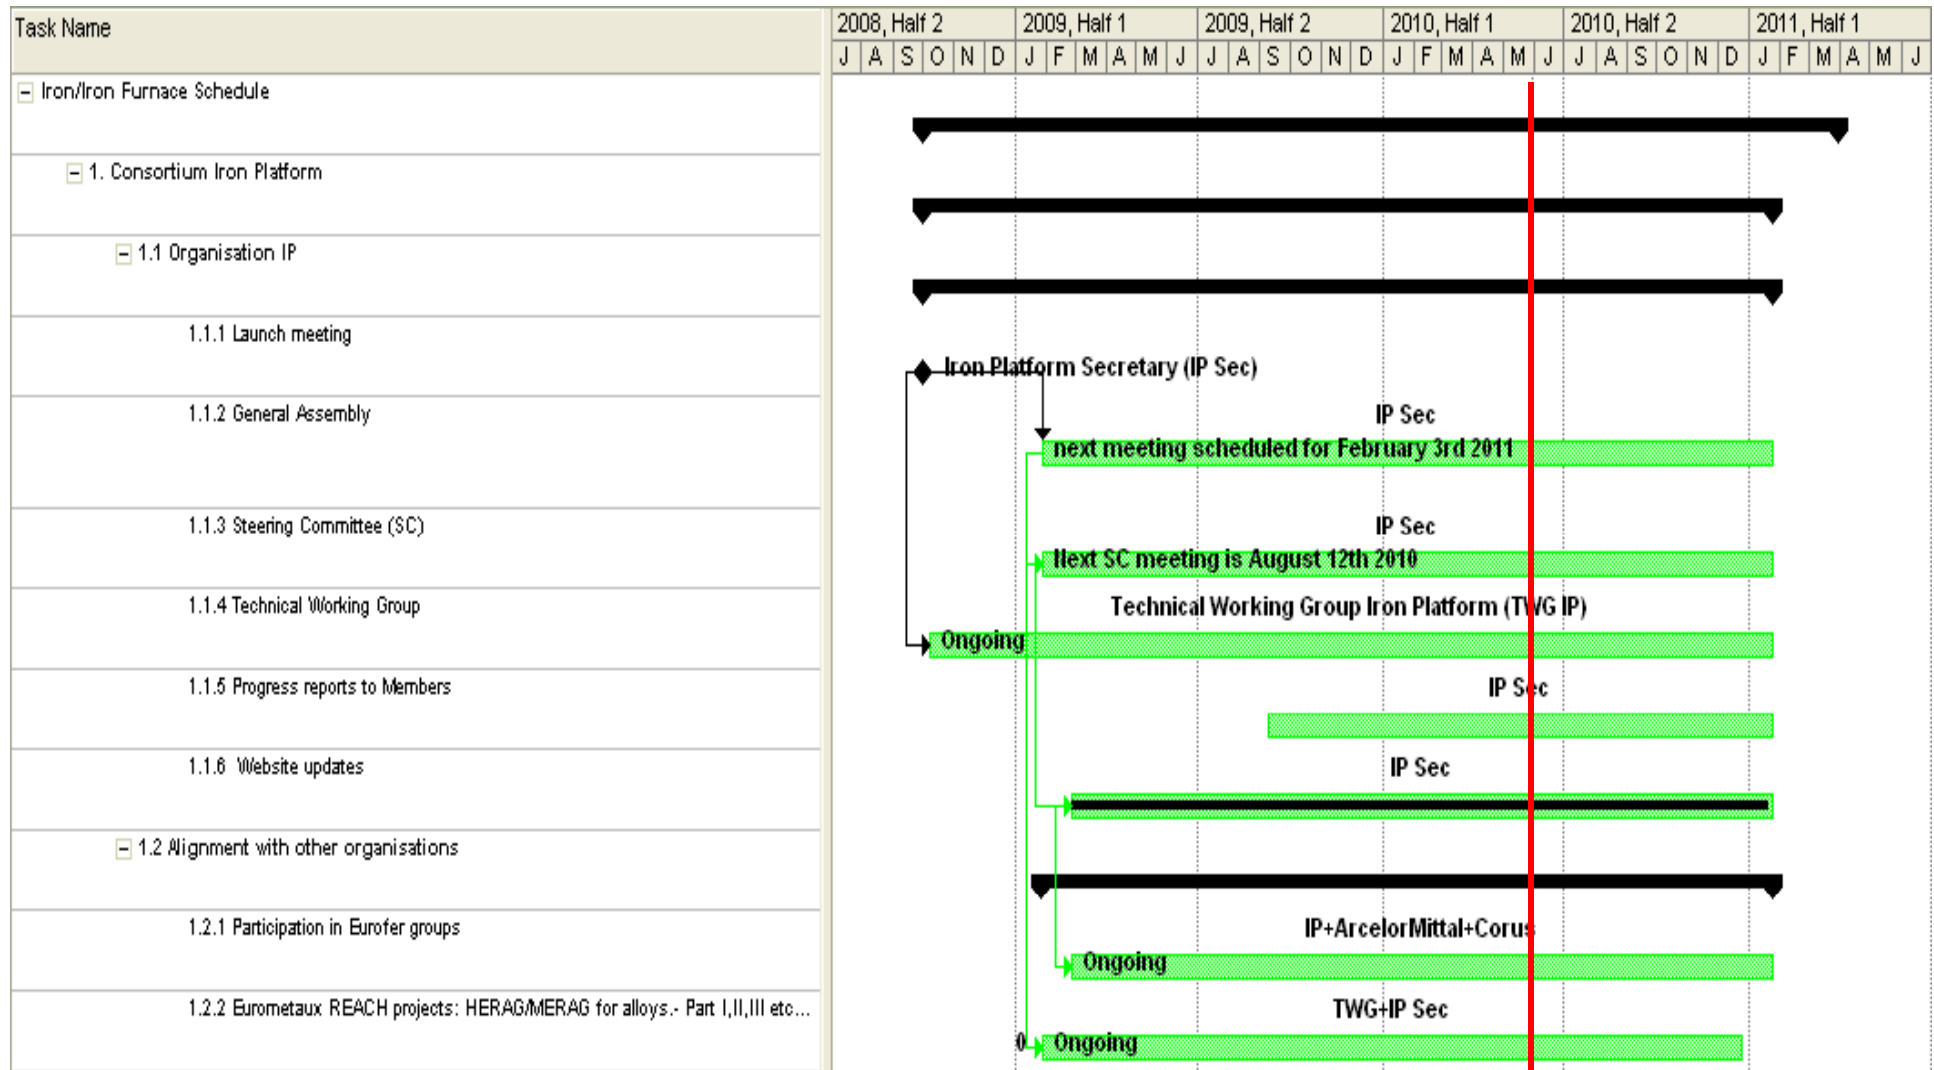 Task Name
2008, Half 2 2009, Half 1 2009, Half 2 2010, Half 1 2010, Half 2 2011, Half 1
J A S O N D J F M A M J J A S O N D J F M A M J J A S O N D J F M A M J
Iron/Iron Furnace Schedule
1. Consortium Iron Platform
1.1 Organisation IP
1.1.1 Launch meeting
Iron Platform Secretary (IP Sec)
1.1.2 General Assembly
IP Sec
next meeting scheduled for February 3rd 2011
1.1.3 Steering Committee (SC)
IP Sec
Next SC meeting is August 12th 2010
1.1.4 Technical Working Group
Technical Working Group Iron Platform (TWG IP)
Ongoing
1.1.5 Progress reports to Members
IP Sec
1.1.6 Website updates
IP Sec
1.2 Alignment with other organisations
1.2.1 Participation in Eurofer groups
IP+ArcelorMittal+Corus
Ongoing
1.2.2 Eurometaux REACH projects: HERAG/MERAG for alloys.- Part I,II,III etc...
TWG+IP Sec
0 Ongoing